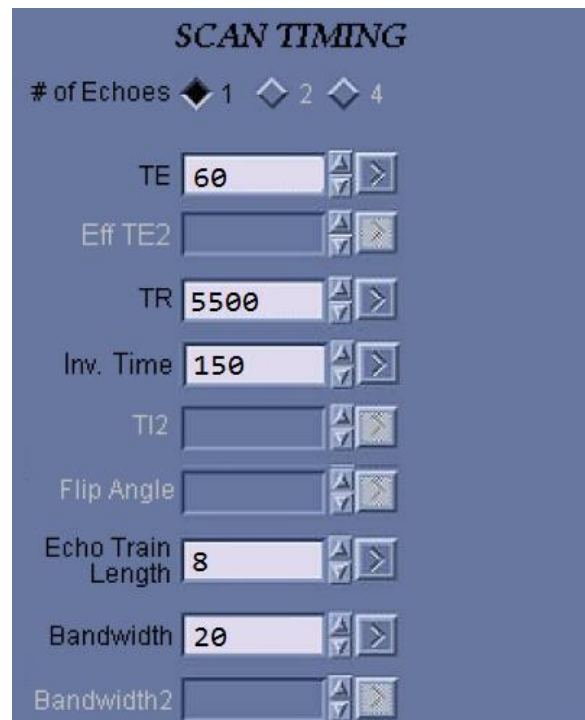 SCAN TIMING
# of Echoes 1 2 4
TE 60
Eff TE2
TR 5500
Inv. Time 150
TI2
Flip Angle
Echo Train
Length 8
Bandwidth 20
Bandwidth2